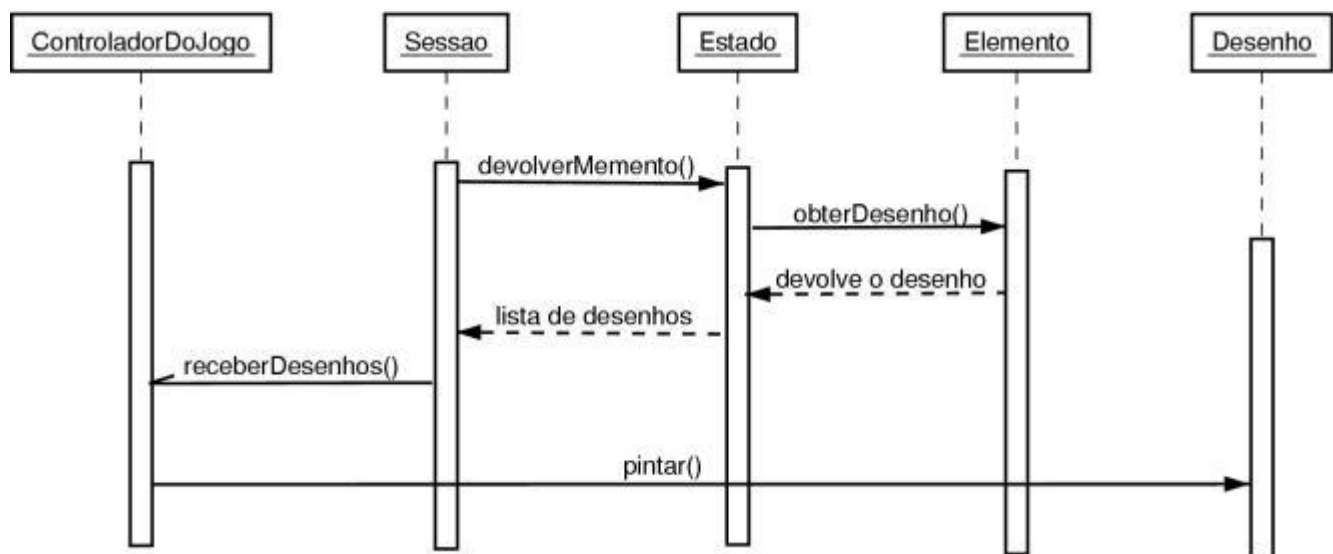 ControladorDoJogo
Sessao
Estado
Elemento
Desenho
devolverMemento()
obterDesenho()
devolve o desenho
lista de desenhos
receberDesenhos()
pintar()